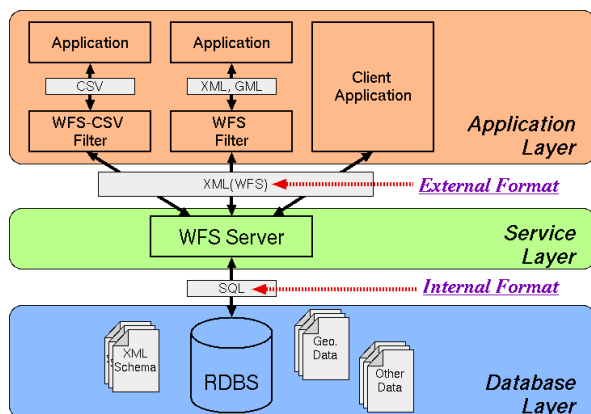 Application
Application
Client
Application
CSV
XML, GML
WFS-CSV
Filter
WFS
Filter
Application
Layer
XML(WFS)
External Format
WFS Server
Service
Layer
SQL
Internal Format
XML
Schema
RDBS
Geo.
Data
Other
Data
Database
Layer